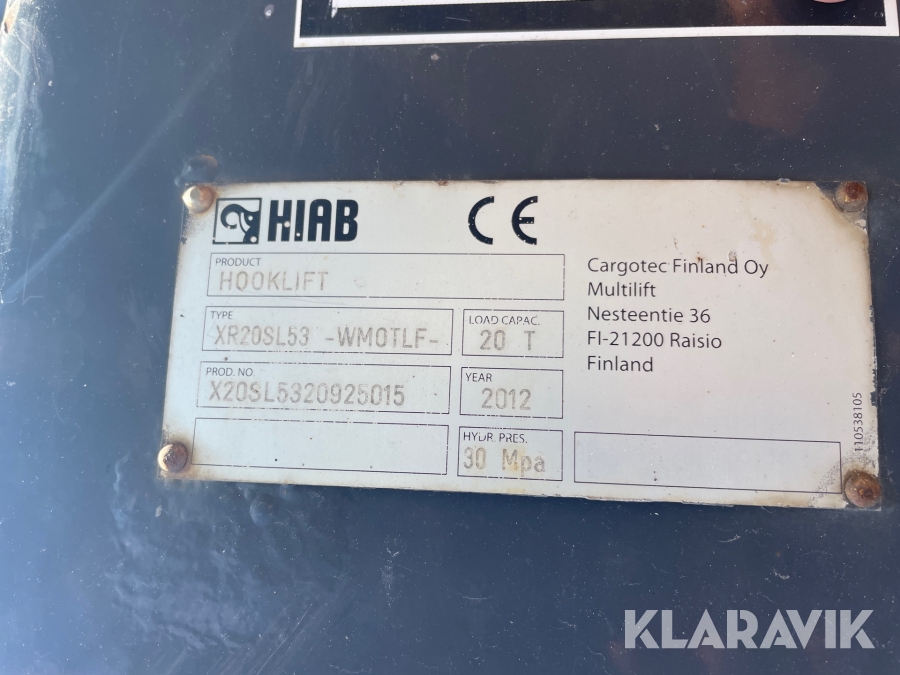 HIAB
CE
PRODUCT
HOOKLIFT
TYPE
XR20SL53 -WMOTLF-
LOAD CAPAC.
20 T
PROD. NO.
X20SL5320925015
YEAR
2012
HYDR. PRES.
30 Mpa
Cargotec Finland Oy
Multilift
Nesteentie 36
FI-21200 Raisio
Finland
110538105
KLARAVIK